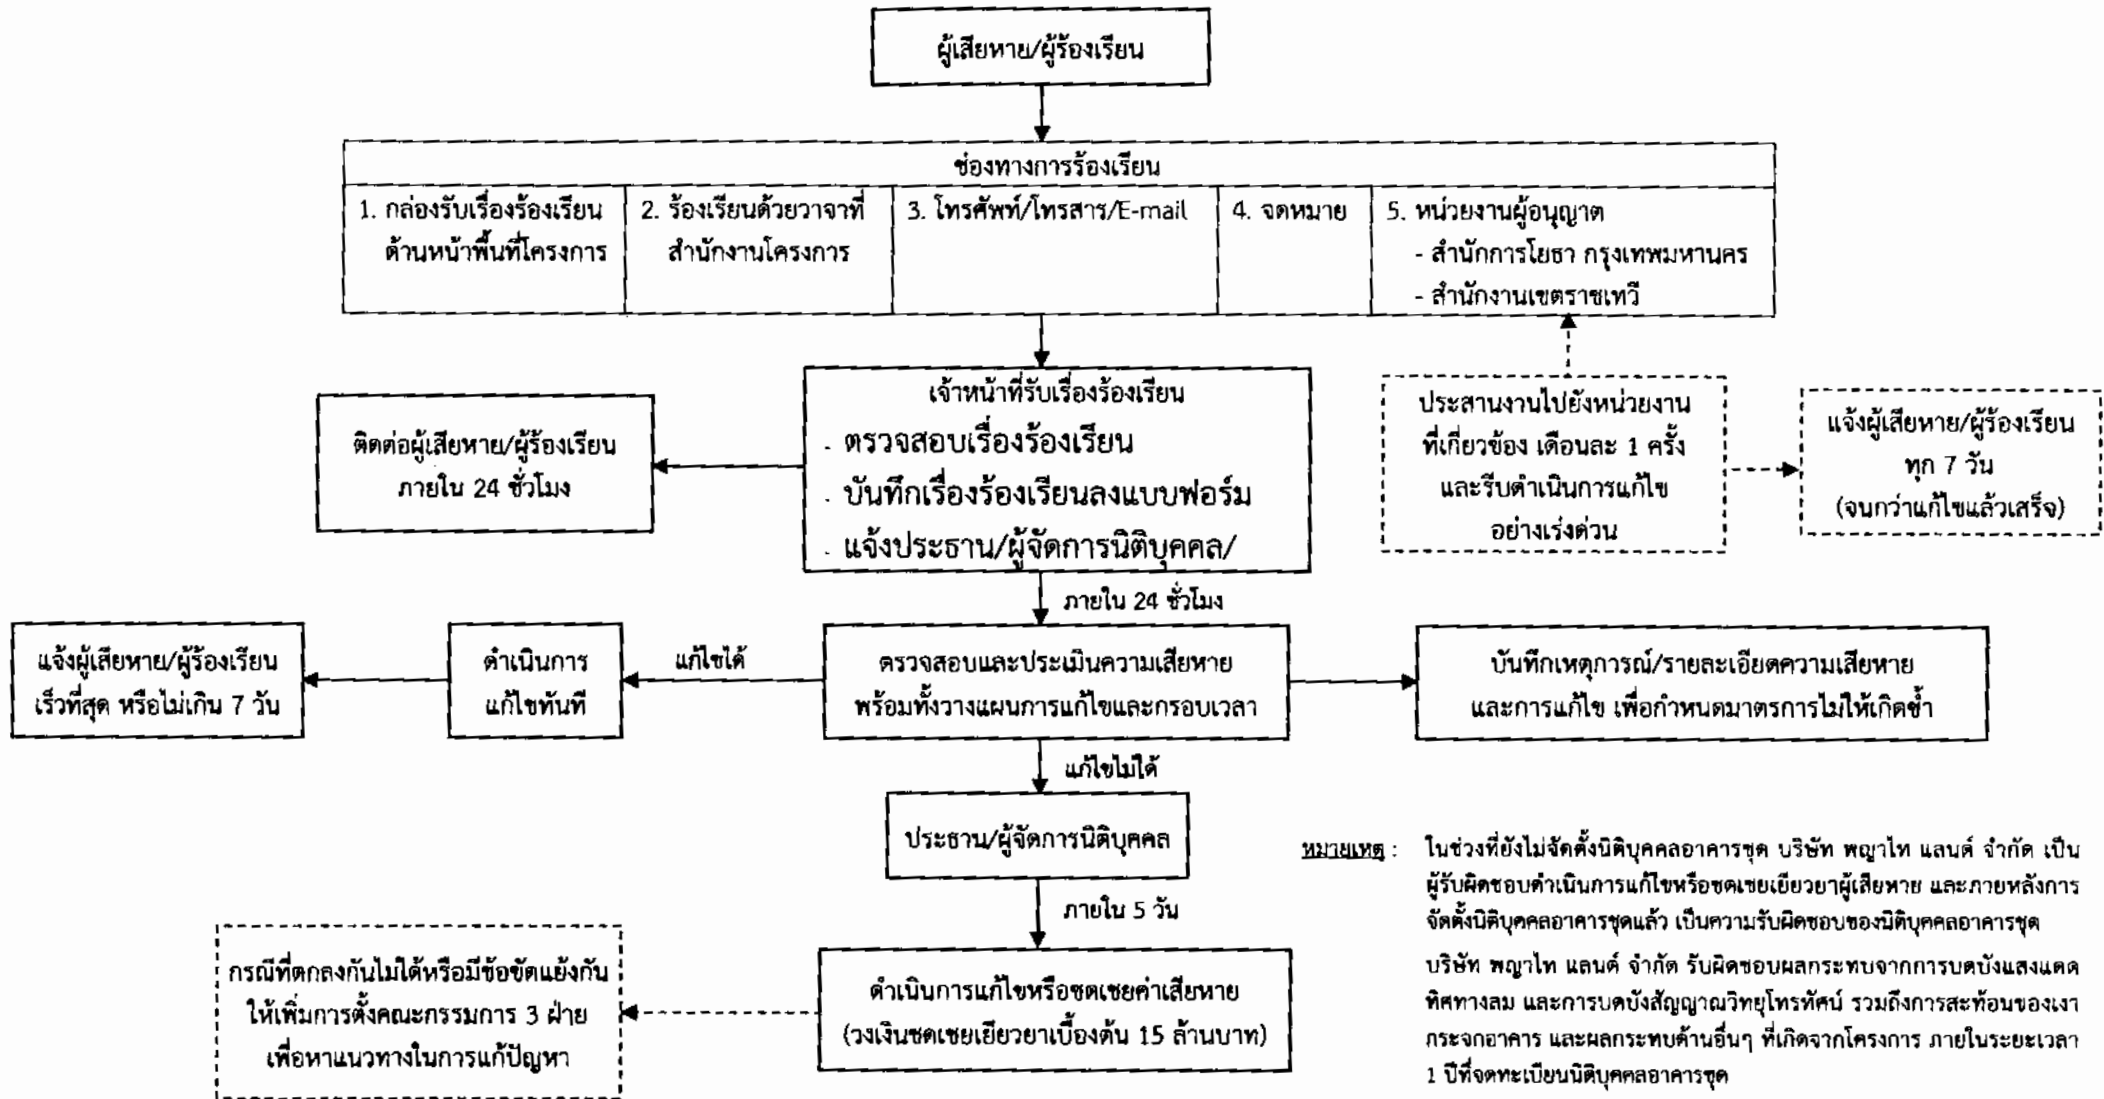 ผู้เสียหาย/ผู้ร้องเรียน
ช่องทางการร้องเรียน
1. กล่องรับเรื่องร้องเรียน
ด้านหน้าพื้นที่โครงการ
2. ร้องเรียนด้วยวาจาที่
สำนักงานโครงการ
3. โทรศัพท์/โทรสาร/E-mail
4. จดหมาย
5. หน่วยงานผู้อนุญาต
- สำนักการโยธา กรุงเทพมหานคร
- สำนักงานเขตราชเทวี
ติดต่อผู้เสียหาย/ผู้ร้องเรียน
ภายใน 24 ชั่วโมง
เจ้าหน้าที่รับเรื่องร้องเรียน
- ตรวจสอบเรื่องร้องเรียน
- บันทึกเรื่องร้องเรียนลงแบบฟอร์ม
- แจ้งประธาน/ผู้จัดการนิติบุคคล/
ประสานงานไปยังหน่วยงาน
ที่เกี่ยวข้อง เดือนละ 1 ครั้ง
และรีบดำเนินการแก้ไข
อย่างเร่งด่วน
แจ้งผู้เสียหาย/ผู้ร้องเรียน
ทุก 7 วัน
(จนกว่าแก้ไขแล้วเสร็จ)
ภายใน 24 ชั่วโมง
แจ้งผู้เสียหาย/ผู้ร้องเรียน
เร็วที่สุด หรือไม่เกิน 7 วัน
ดำเนินการ
แก้ไขทันที
แก้ไขได้
ตรวจสอบและประเมินความเสียหาย
พร้อมทั้งวางแผนการแก้ไขและกรอบเวลา
บันทึกเหตุการณ์/รายละเอียดความเสียหาย
และการแก้ไข เพื่อกำหนดมาตรการไม่ให้เกิดซ้ำ
แก้ไขไม่ได้
ประธาน/ผู้จัดการนิติบุคคล
ภายใน 5 วัน
กรณีที่ตกลงกันไม่ได้หรือมีข้อขัดแย้งกัน
ให้เพิ่มการตั้งคณะกรรมการ 3 ฝ่าย
เพื่อหาแนวทางในการแก้ปัญหา
ดำเนินการแก้ไขหรือชดเชยค่าเสียหาย
(วงเงินชดเชยเยียวยาเบื้องต้น 15 ล้านบาท)
หมายเหตุ : ในช่วงที่ยังไม่จัดตั้งนิติบุคคลอาคารชุด บริษัท พญาไท แลนด์ จำกัด เป็น
ผู้รับผิดชอบดำเนินการแก้ไขหรือชดเชยเยียวยาผู้เสียหาย และภายหลังการ
จัดตั้งนิติบุคคลอาคารชุดแล้ว เป็นความรับผิดชอบของนิติบุคคลอาคารชุด
บริษัท พญาไท แลนด์ จำกัด รับผิดชอบผลกระทบจากการบดบังแสงแดด
ทิศทางลม และการบดบังสัญญาณวิทยุโทรทัศน์ รวมถึงการสะท้อนของเงา
กระจกอาคาร และผลกระทบด้านอื่นๆ ที่เกิดจากโครงการ ภายในระยะเวลา
1 ปีที่จดทะเบียนนิติบุคคลอาคารชุด